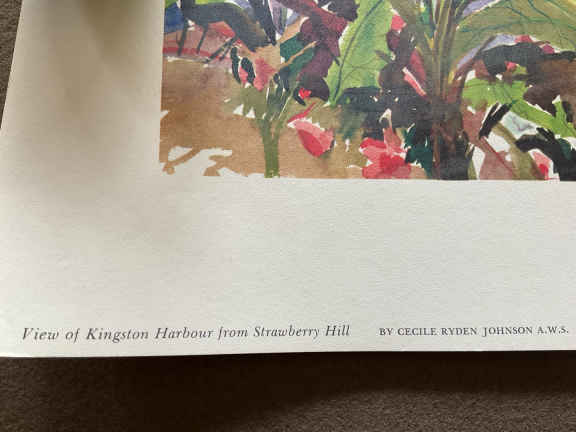 View of Kingston Harbour from Strawberry Hill BY CECILE RYDEN JOHNSON A.W.S.